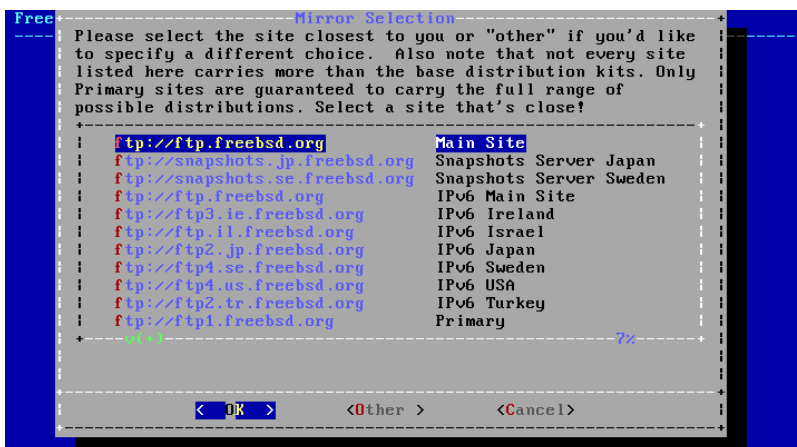 Free
Mirror Selection
Please select the site closest to you or "other" if you'd like
to specify a different choice.  Also note that not every site
listed here carries more than the base distribution kits. Only
Primary sites are guaranteed to carry the full range of
possible distributions. Select a site that's close!
ftp://ftp.freebsd.org Main Site
ftp://snapshots.jp.freebsd.org Snapshots Server Japan
ftp://snapshots.se.freebsd.org Snapshots Server Sweden
ftp://ftp.freebsd.org IPv6 Main Site
ftp://ftp3.ie.freebsd.org IPv6 Ireland
ftp://ftp.il.freebsd.org IPv6 Israel
ftp://ftp2.jp.freebsd.org IPv6 Japan
ftp://ftp4.se.freebsd.org IPv6 Sweden
ftp://ftp4.us.freebsd.org IPv6 USA
ftp://ftp2.tr.freebsd.org IPv6 Turkey
ftp://ftp1.freebsd.org Primary
v(+) 7%
<  OK  > <Other > <Cancel>